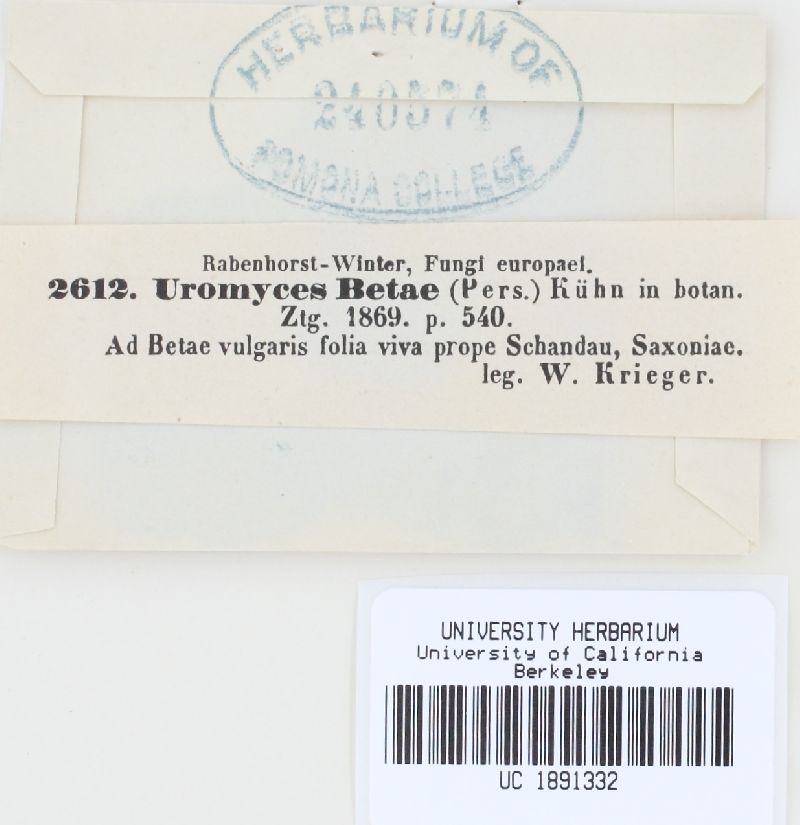 HERBARIUM OF
240574
POMONA COLLEGE
Rabenhorst-Winter, Fungi europaei.
2612. Uromyces Betae (Pers.) Kühn in botan.
Ztg. 1869. p. 540.
Ad Betae vulgaris folia viva prope Schandau, Saxoniae.
leg. W. Krieger.
UNIVERSITY HERBARIUM
University of California
Berkeley
UC 1891332